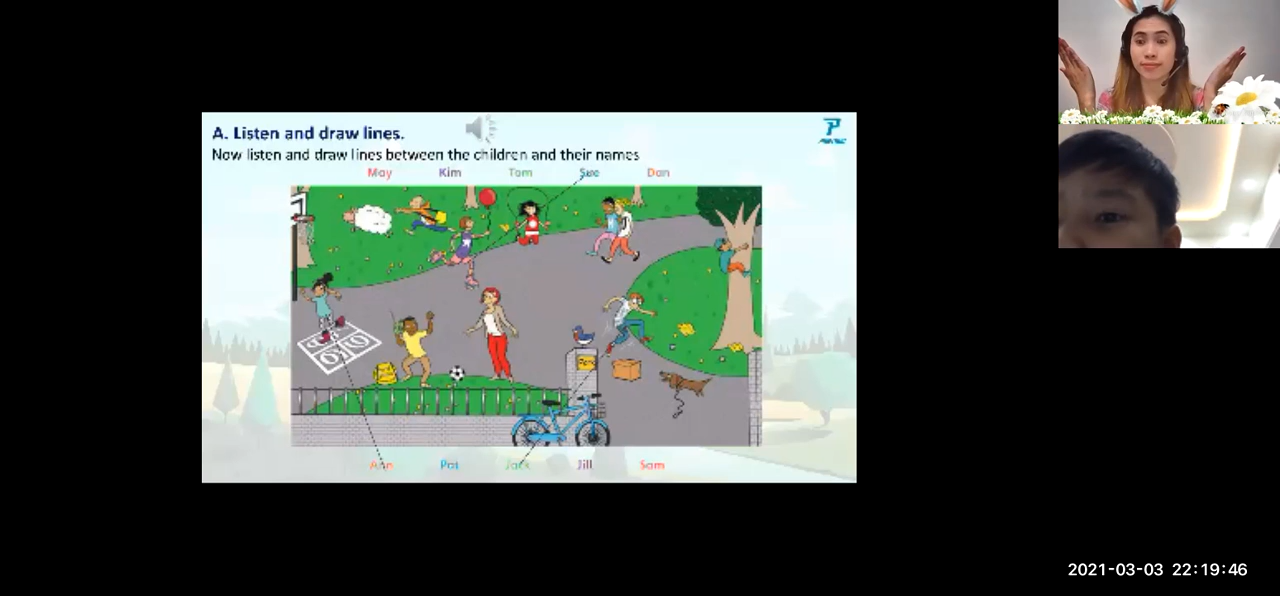 A. Listen and draw lines.
Now listen and draw lines between the children and their names
May Kim Tom Sue Dan
Ann Pat Jack Jill Sam
2021-03-03 22:19:46